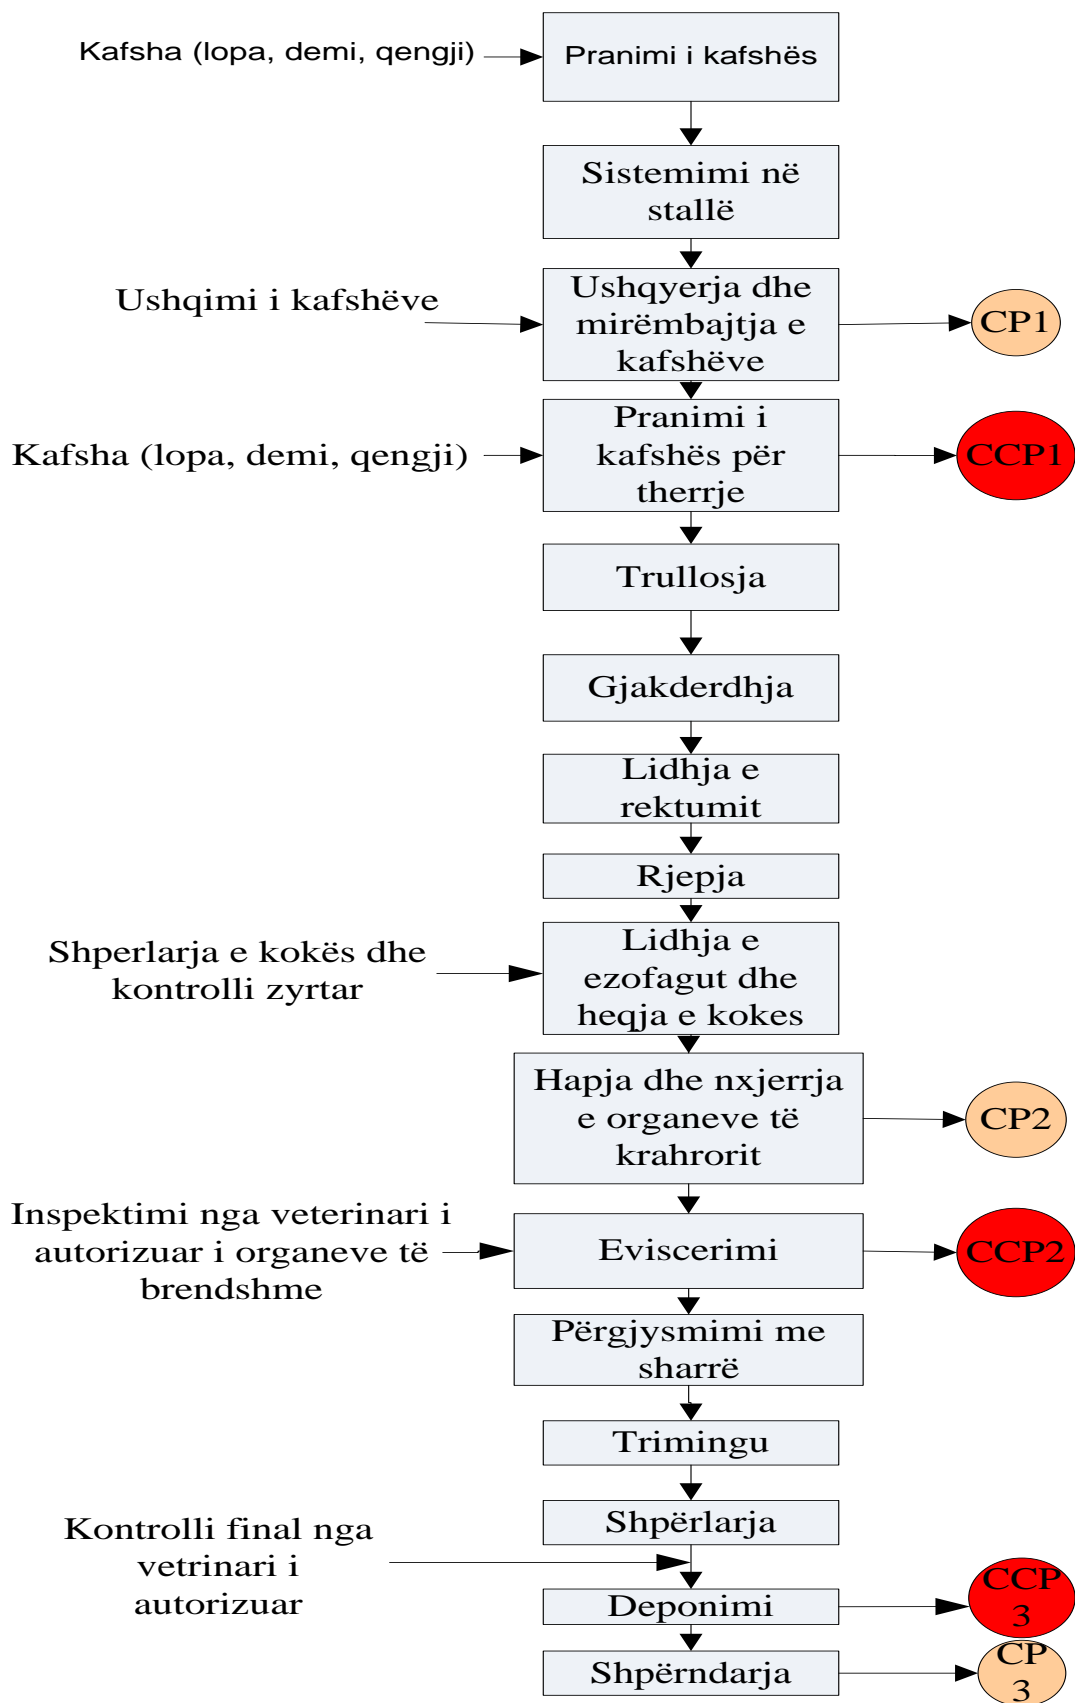 Kafsha (lopa, demi, qengji)
Pranimi i kafshës
Sistemimi në
stallë
Ushqimi i kafshëve
Ushqyerja dhe
mirëmbajtja e
kafshëve
CP1
Kafsha (lopa, demi, qengji)
Pranimi i
kafshës për
therrje
CCP1
Trullosja
Gjakderdhja
Lidhja e
rektumit
Rjepja
Shperlarja e kokës dhe
kontrolli zyrtar
Lidhja e
ezofagut dhe
heqja e kokes
Hapja dhe nxjerrja
e organeve të
krahrorit
CP2
Inspektimi nga veterinari i
autorizuar i organeve të
brendshme
Eviscerimi
CCP2
Përgjysmimi me
sharrë
Trimingu
Shpërlarja
Kontrolli final nga
vetrinari i
autorizuar
Deponimi
CCP
3
Shpërndarja
CP
3